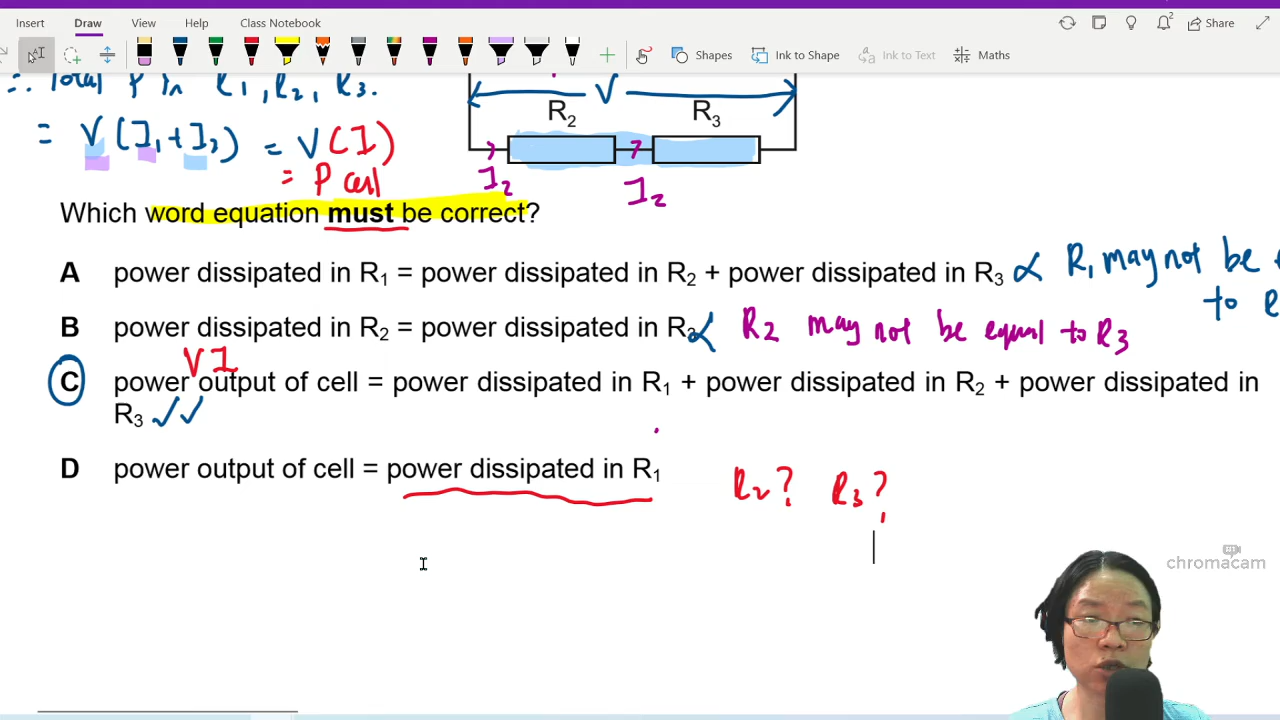 Insert Draw View Help Class Notebook Share
Shapes Ink to Shape Ink to Text Maths
∴ Total P in R1, R2, R3.
V
R2 R3
= V(I1 + I2) = V(I)
= P cell
I2 I2
Which word equation must be correct?
A power dissipated in R1 = power dissipated in R2 + power dissipated in R3 R1 may not be
to
B power dissipated in R2 = power dissipated in R3 R2 may not be equal to R3
VI
C power output of cell = power dissipated in R1 + power dissipated in R2 + power dissipated in
R3 ✓✓
D power output of cell = power dissipated in R1
R2? R3?
chromacam